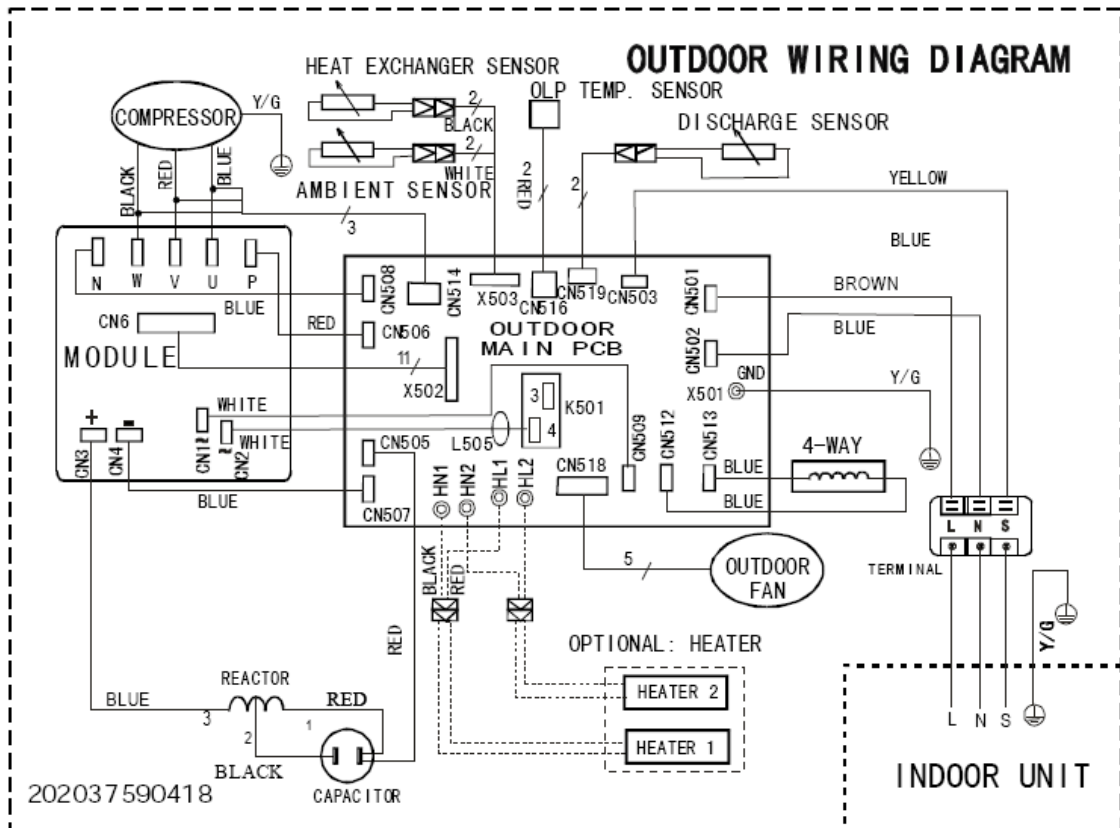 OUTDOOR WIRING DIAGRAM
HEAT EXCHANGER SENSOR
OLP TEMP. SENSOR
COMPRESSOR
Y/G
2
BLACK
DISCHARGE SENSOR
2
WHITE
AMBIENT SENSOR
BLACK
RED
BLUE
3
2
RED
2
YELLOW
BLUE
N
W
V
U
P
CN508
CN514
X503
CN516
CN519
CN503
CN501
BROWN
BLUE
CN6
BLUE
RED
CN506
OUTDOOR
MAIN PCB
CN502
BLUE
MODULE
11
X502
GND
X501
Y/G
3
K501
4
WHITE
WHITE
+
-
CN3
CN4
CN1~
~
CN2
CN505
L505
CN509
CN512
CN513
4-WAY
BLUE
BLUE
BLUE
CN507
HN1
HN2
HL1
HL2
CN518
L N S
TERMINAL
BLACK
RED
5
OUTDOOR
FAN
RED
Y/G
OPTIONAL: HEATER
HEATER 2
HEATER 1
BLUE
REACTOR
RED
3
1
2
BLACK
CAPACITOR
L N S
INDOOR UNIT
202037590418